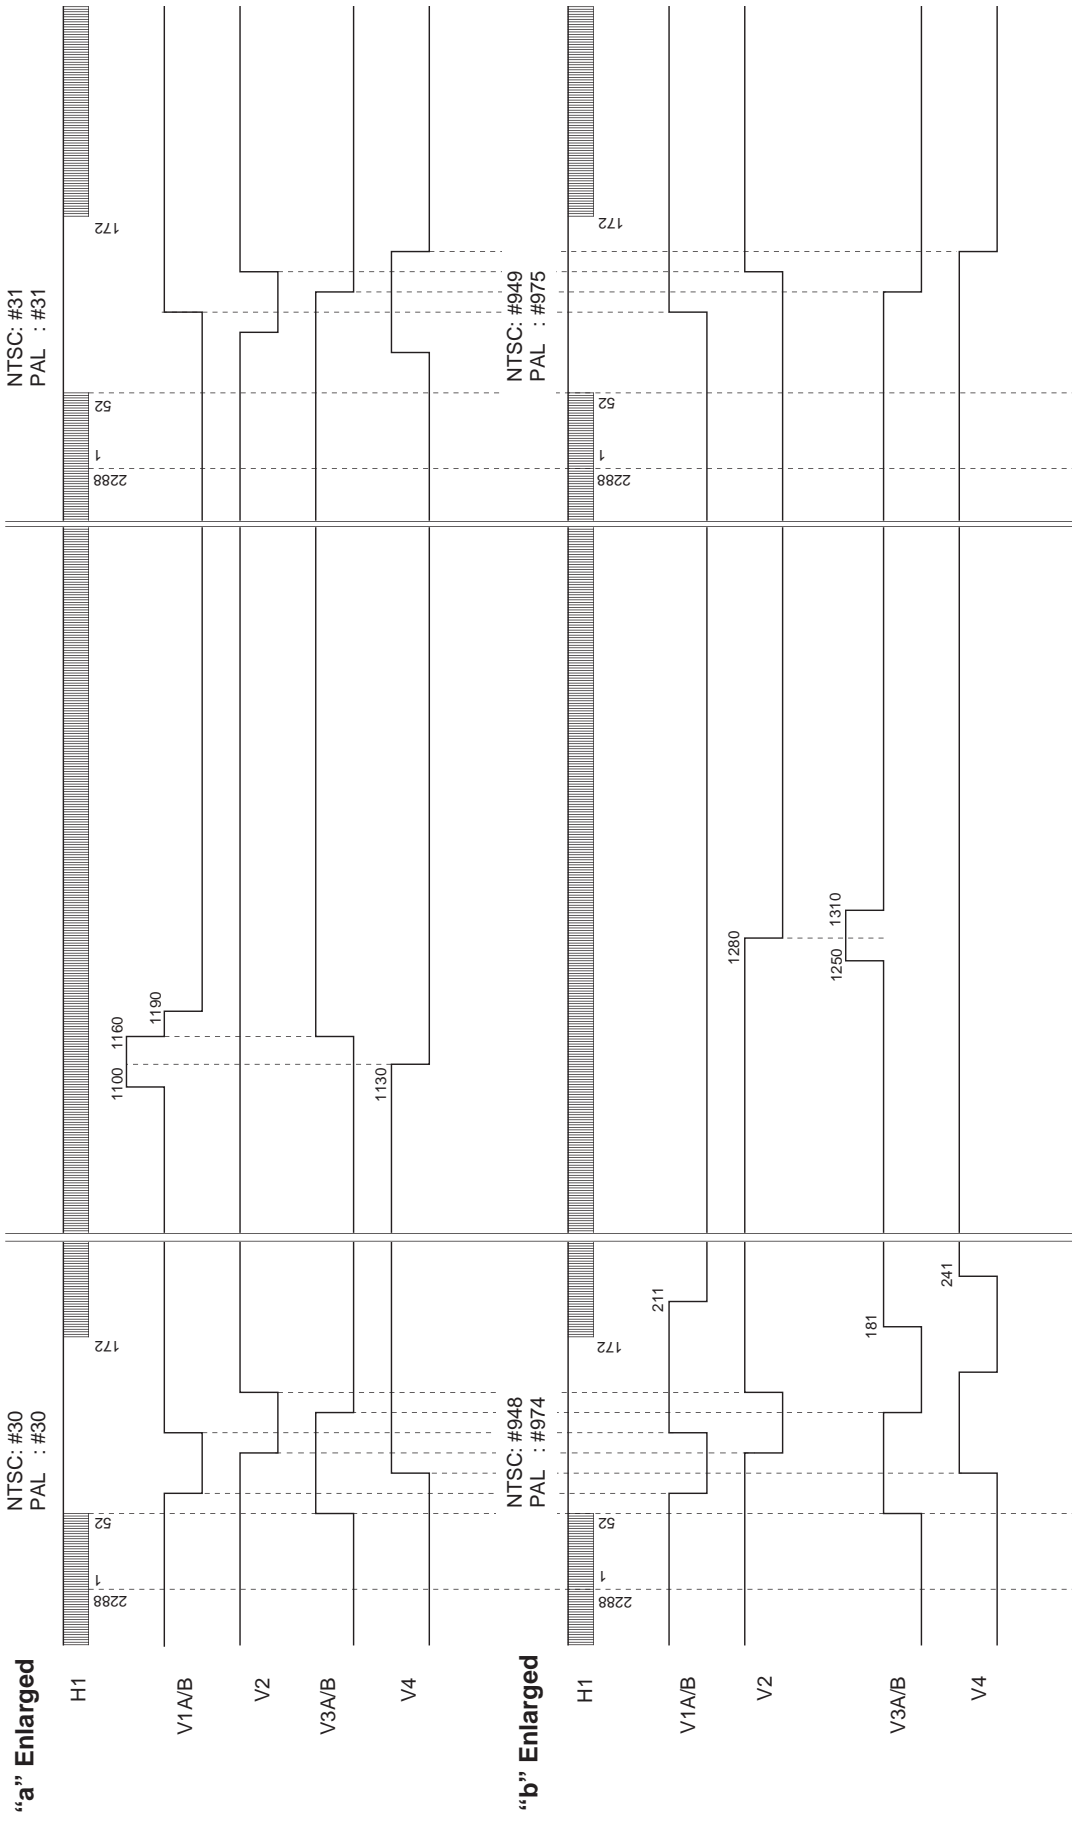 “a” Enlarged
NTSC: #30
PAL : #30
NTSC: #31
PAL : #31
H1
2288
1
52
172
2288
1
52
172
V1A/B
1100
1160
1190
V2
V3A/B
V4
1130
“b” Enlarged
NTSC: #948
PAL : #974
NTSC: #949
PAL : #975
H1
2288
1
52
172
2288
1
52
172
V1A/B
211
V2
1280
V3A/B
181
1250
1310
V4
241